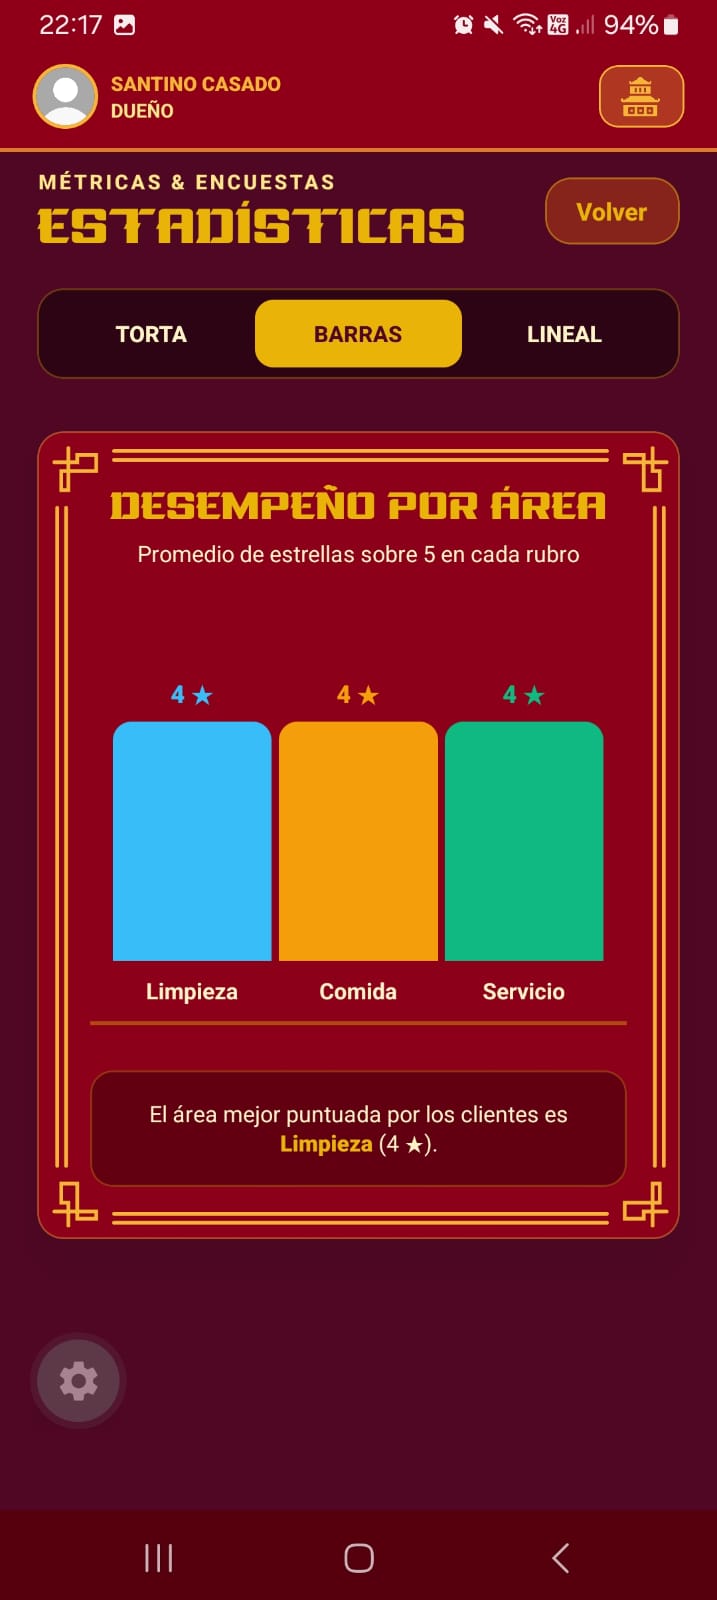 22:17
Voz 4G 94%
SANTINO CASADO
DUEÑO
MÉTRICAS & ENCUESTAS
ESTADÍSTICAS
Volver
TORTA BARRAS LINEAL
DESEMPEÑO POR ÁREA
Promedio de estrellas sobre 5 en cada rubro
4 ★ 4 ★ 4 ★
Limpieza Comida Servicio
El área mejor puntuada por los clientes es
Limpieza (4 ★).